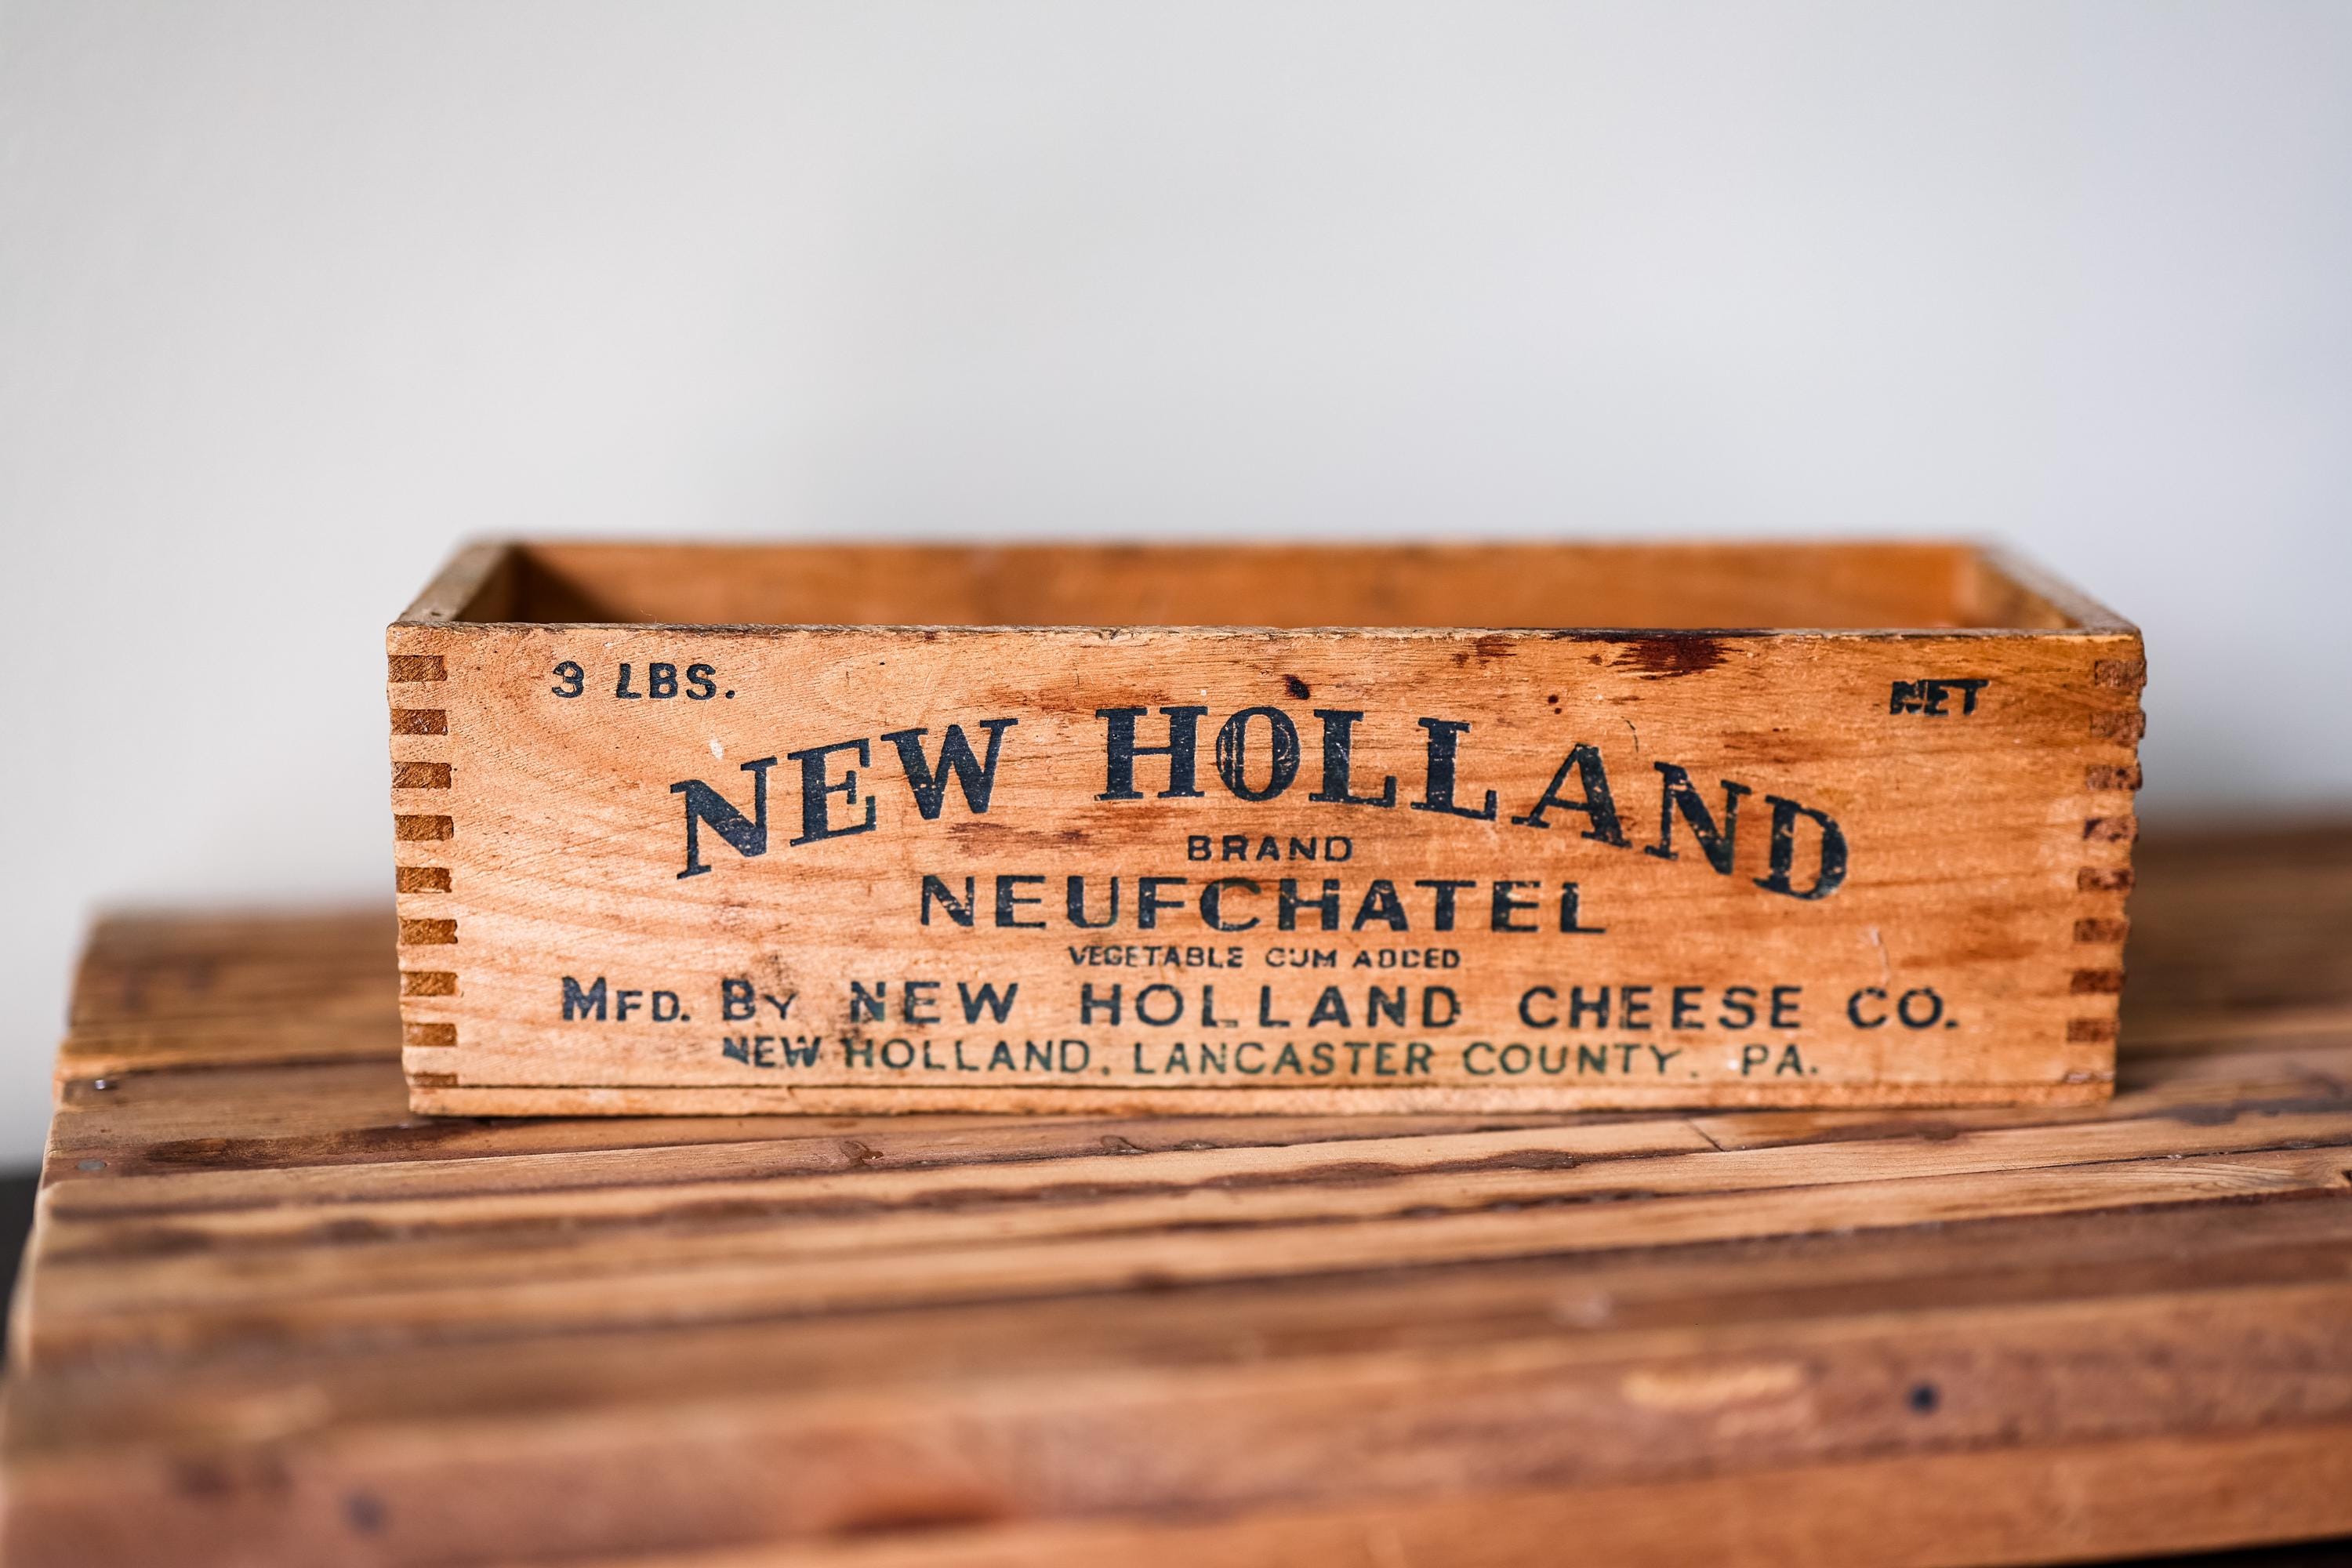 3 LBS. NET
NEW HOLLAND
BRAND
NEUFCHATEL
VEGETABLE GUM ADDED
MFD. BY NEW HOLLAND CHEESE CO.
NEW HOLLAND, LANCASTER COUNTY, PA.